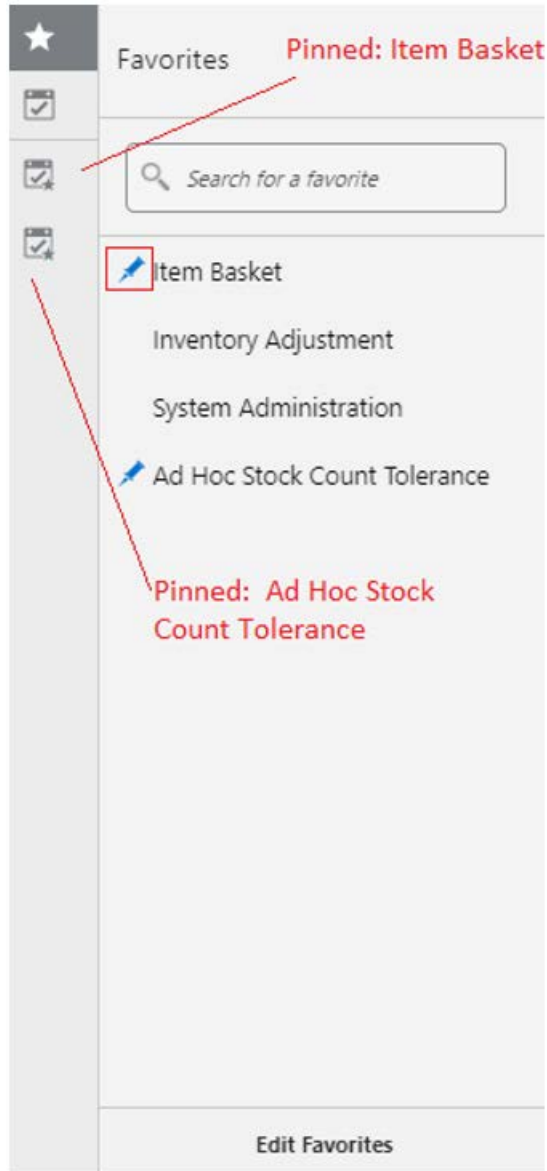 Favorites
Pinned: Item Basket
Search for a favorite
Item Basket
Inventory Adjustment
System Administration
Ad Hoc Stock Count Tolerance
Pinned: Ad Hoc Stock
Count Tolerance
Edit Favorites